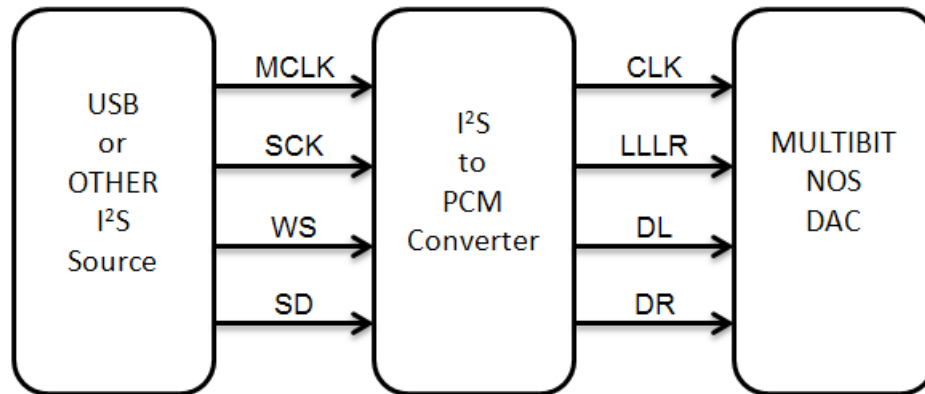 USB
or
OTHER
I²S
Source
MCLK
SCK
WS
SD
I²S
to
PCM
Converter
CLK
LLLR
DL
DR
MULTIBIT
NOS
DAC